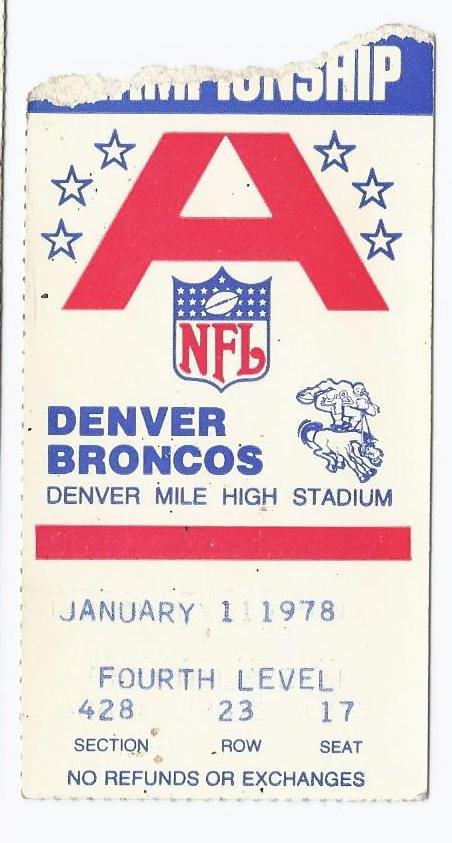 CHAMPIONSHIP
A
NFL
DENVER
BRONCOS
DENVER MILE HIGH STADIUM
JANUARY 1 1978
FOURTH LEVEL
428 23 17
SECTION ROW SEAT
NO REFUNDS OR EXCHANGES